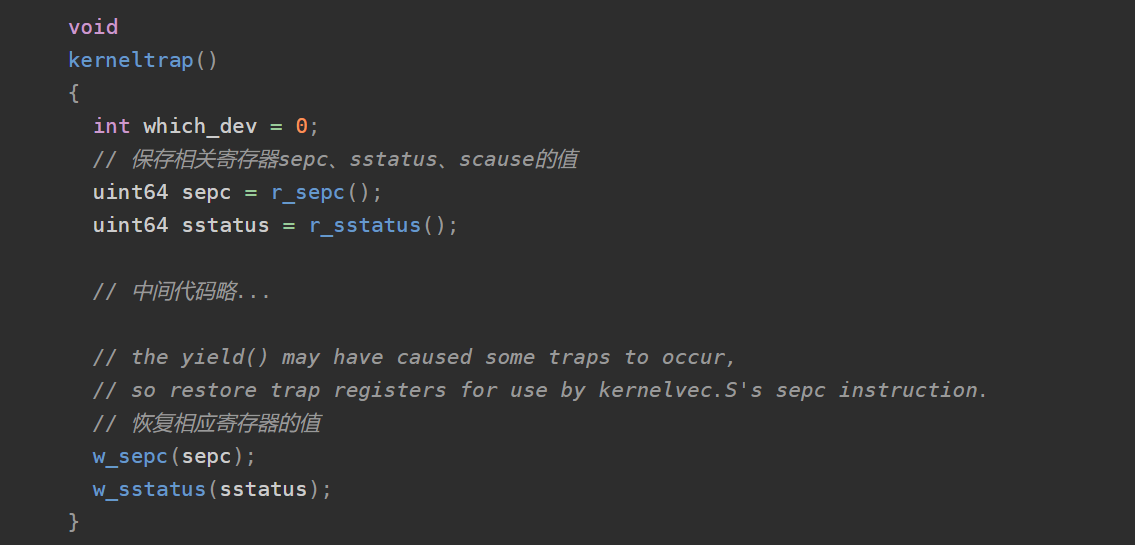 void
kerneltrap()
{
  int which_dev = 0;
  // 保存相关寄存器sepc、sstatus、scause的值
  uint64 sepc = r_sepc();
  uint64 sstatus = r_sstatus();

  // 中间代码略...

  // the yield() may have caused some traps to occur,
  // so restore trap registers for use by kernelvec.S's sepc instruction.
  // 恢复相应寄存器的值
  w_sepc(sepc);
  w_sstatus(sstatus);
}